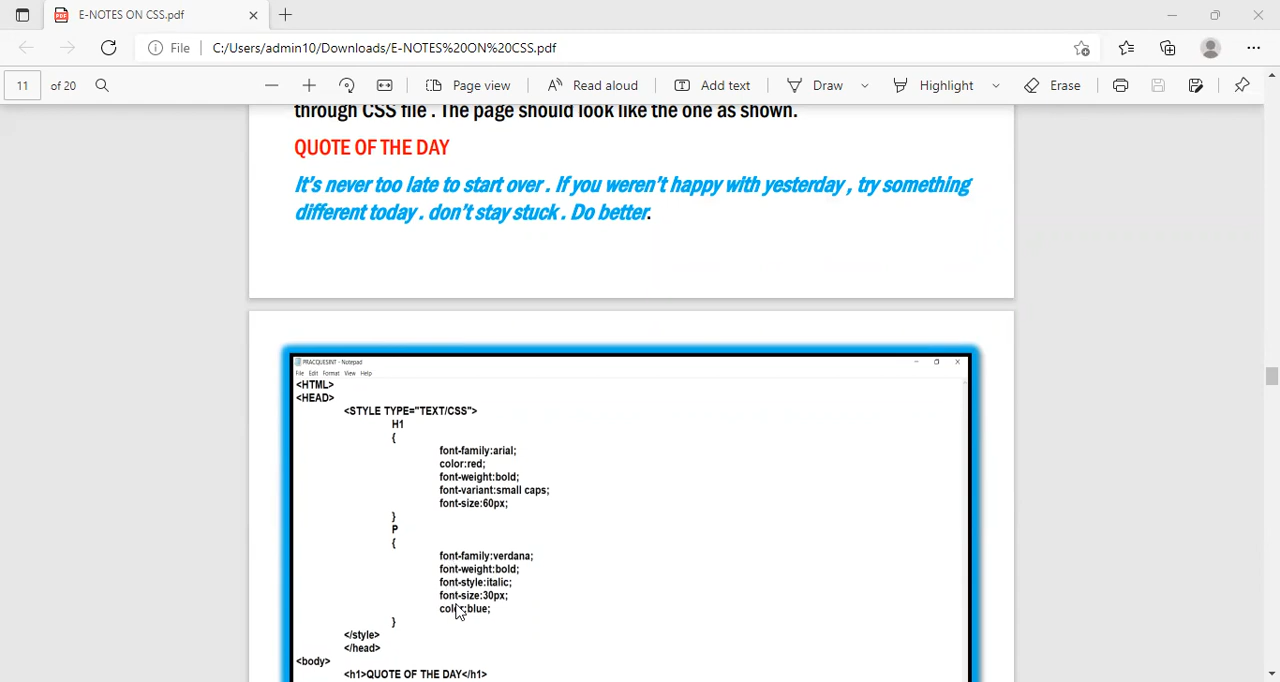 E-NOTES ON CSS.pdf
File
C:/Users/admin10/Downloads/E-NOTES%20ON%20CSS.pdf
11 of 20 Page view Read aloud Add text Draw Highlight Erase
through CSS file . The page should look like the one as shown.
QUOTE OF THE DAY
It's never too late to start over . If you weren't happy with yesterday , try something
different today . don't stay stuck . Do better.
PRACQUESINT - Notepad
File Edit Format View Help
<HTML>
<HEAD>
<STYLE TYPE="TEXT/CSS">
H1
{
font-family:arial;
color:red;
font-weight:bold;
font-variant:small caps;
font-size:60px;
}
P
{
font-family:verdana;
font-weight:bold;
font-style:italic;
font-size:30px;
color:blue;
}
</style>
</head>
<body>
<h1>QUOTE OF THE DAY</h1>